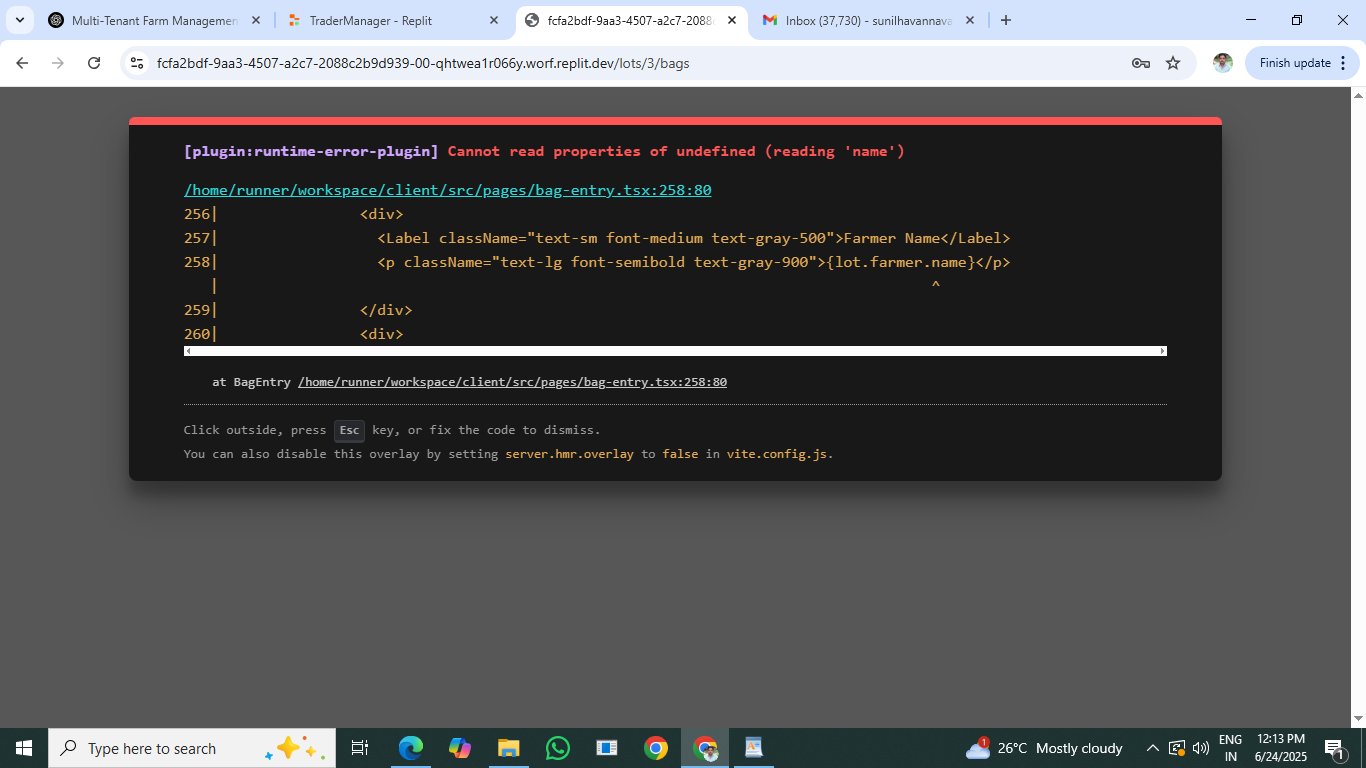 Multi-Tenant Farm Managemen
TraderManager - Replit
fcfa2bdf-9aa3-4507-a2c7-2088
Inbox (37,730) - sunilhavannava
fcfa2bdf-9aa3-4507-a2c7-2088c2b9d939-00-qhtwea1r066y.worf.replit.dev/lots/3/bags
Finish update
[plugin:runtime-error-plugin] Cannot read properties of undefined (reading 'name')
/home/runner/workspace/client/src/pages/bag-entry.tsx:258:80
256| <div>
257| <Label className="text-sm font-medium text-gray-500">Farmer Name</Label>
258| <p className="text-lg font-semibold text-gray-900">{lot.farmer.name}</p>
| ^
259| </div>
260| <div>
at BagEntry /home/runner/workspace/client/src/pages/bag-entry.tsx:258:80
Click outside, press Esc key, or fix the code to dismiss.
You can also disable this overlay by setting server.hmr.overlay to false in vite.config.js.
Type here to search
1
26°C Mostly cloudy
ENG
IN
12:13 PM
6/24/2025
1